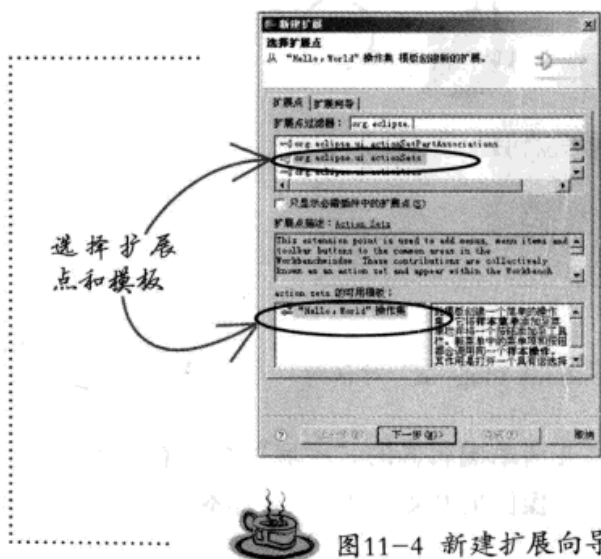 新建扩展
选择扩展点
从 “Hello,World”操作集 模板创建新的扩展。
扩展点 扩展向导
扩展点过滤器： org.eclipse.
org.eclipse.ui.actionSetPartAssociations
org.eclipse.ui.actionSets
只显示必需插件中的扩展点(S)
扩展点描述：Action Sets
This extension point is used to add menus, menu items and
toolbar buttons to the common areas in the
Workbench window. These contributions are collectively
known as an action set and appear within the Workbench
action sets 的可用模板：
“Hello,World”操作集
选择扩展
点和模板
下一步(N)>
图11-4 新建扩展向导